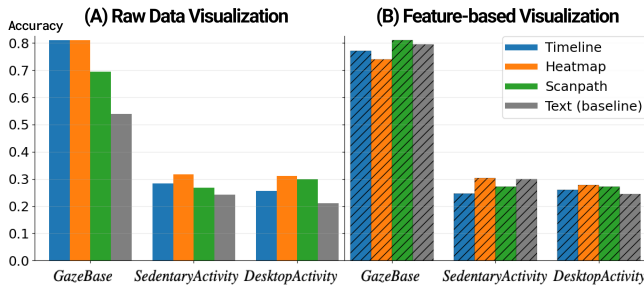 (A) Raw Data Visualization
(B) Feature-based Visualization
Accuracy
0.8
0.7
0.6
0.5
0.4
0.3
0.2
0.1
0.0
Timeline
Heatmap
Scanpath
Text (baseline)
GazeBase SedentaryActivity DesktopActivity
GazeBase SedentaryActivity DesktopActivity